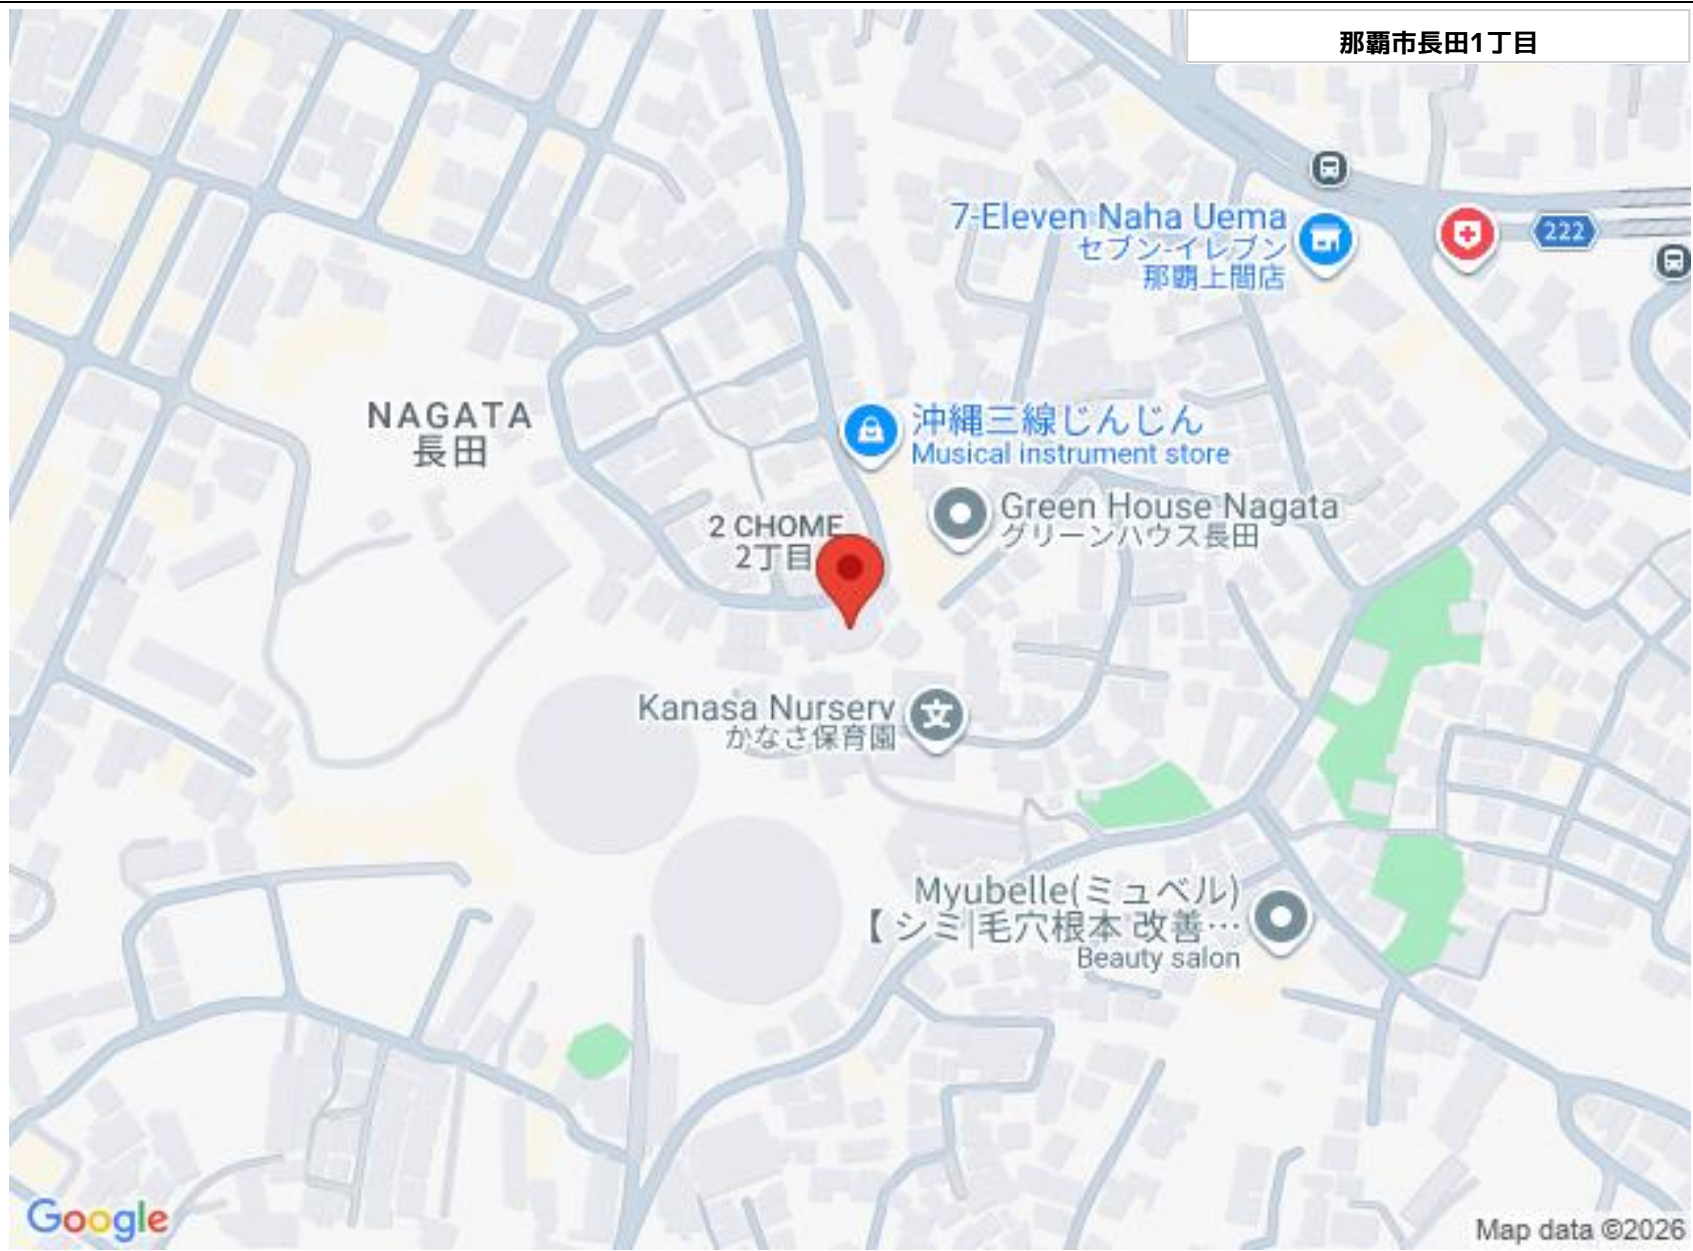 那覇市長田1丁目
7-Eleven Naha Uema
セブン-イレブン
那覇上間店
222
NAGATA
長田
沖縄三線じんじん
Musical instrument store
Green House Nagata
グリーンハウス長田
2 CHOME
2丁目
Kanasa Nursery
かなさ保育園
文
Myubelle(ミュベル)
【シミ|毛穴根本 改善…
Beauty salon
Google
Map data ©2026